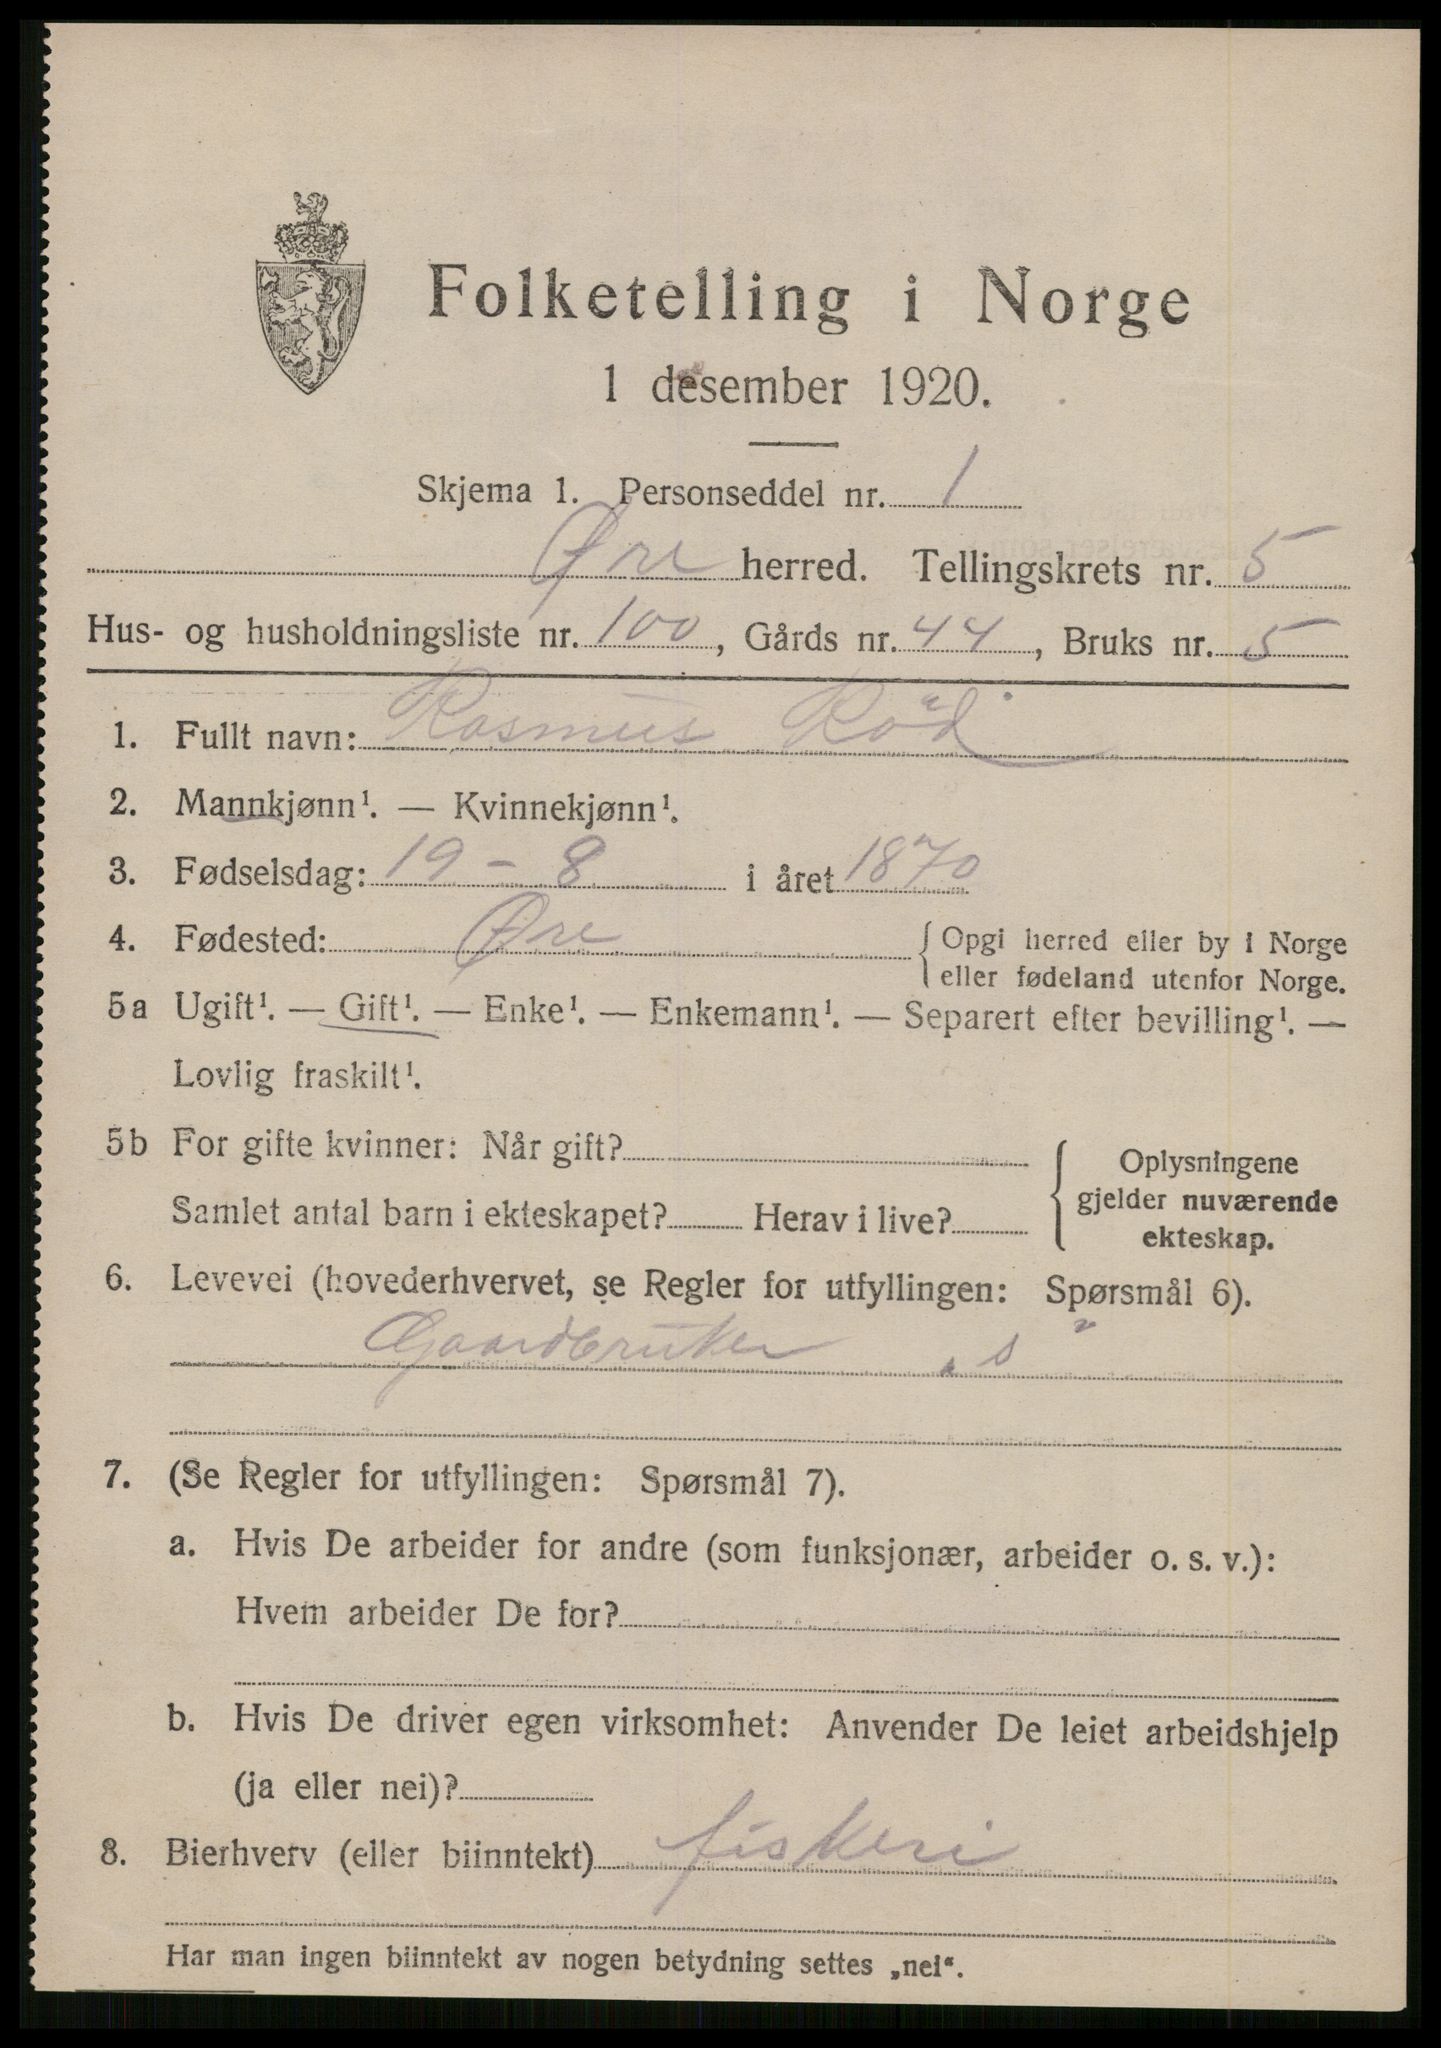 Folketelling i Norge
1 desember 1920.
Skjema 1. Personseddel nr. 1
Øre herred. Tellingskrets nr. 5
Hus- og husholdningsliste nr. 100, Gårds nr. 44, Bruks nr. 5
1. Fullt navn: Rasmus Rød
2. Mannkjønn¹. — Kvinnekjønn¹.
3. Fødselsdag: 19 - 8 i året 1870
4. Fødested: Øre {Opgi herred eller by i Norge
eller fødeland utenfor Norge.
5a Ugift¹. — Gift¹. — Enke¹. — Enkemann¹. — Separert efter bevilling¹. —
Lovlig fraskilt¹.
5b For gifte kvinner: Når gift?
Samlet antal barn i ekteskapet? Herav i live?
{Oplysningene
gjelder nuværende
ekteskap.
6. Levevei (hovederhvervet, se Regler for utfyllingen: Spørsmål 6).
Gaardbruker s
7. (Se Regler for utfyllingen: Spørsmål 7).
a. Hvis De arbeider for andre (som funksjonær, arbeider o. s. v.):
Hvem arbeider De for?
b. Hvis De driver egen virksomhet: Anvender De leiet arbeidshjelp
(ja eller nei)?
8. Bierhverv (eller biinntekt) fiskeri
Har man ingen biinntekt av nogen betydning settes „nei“.